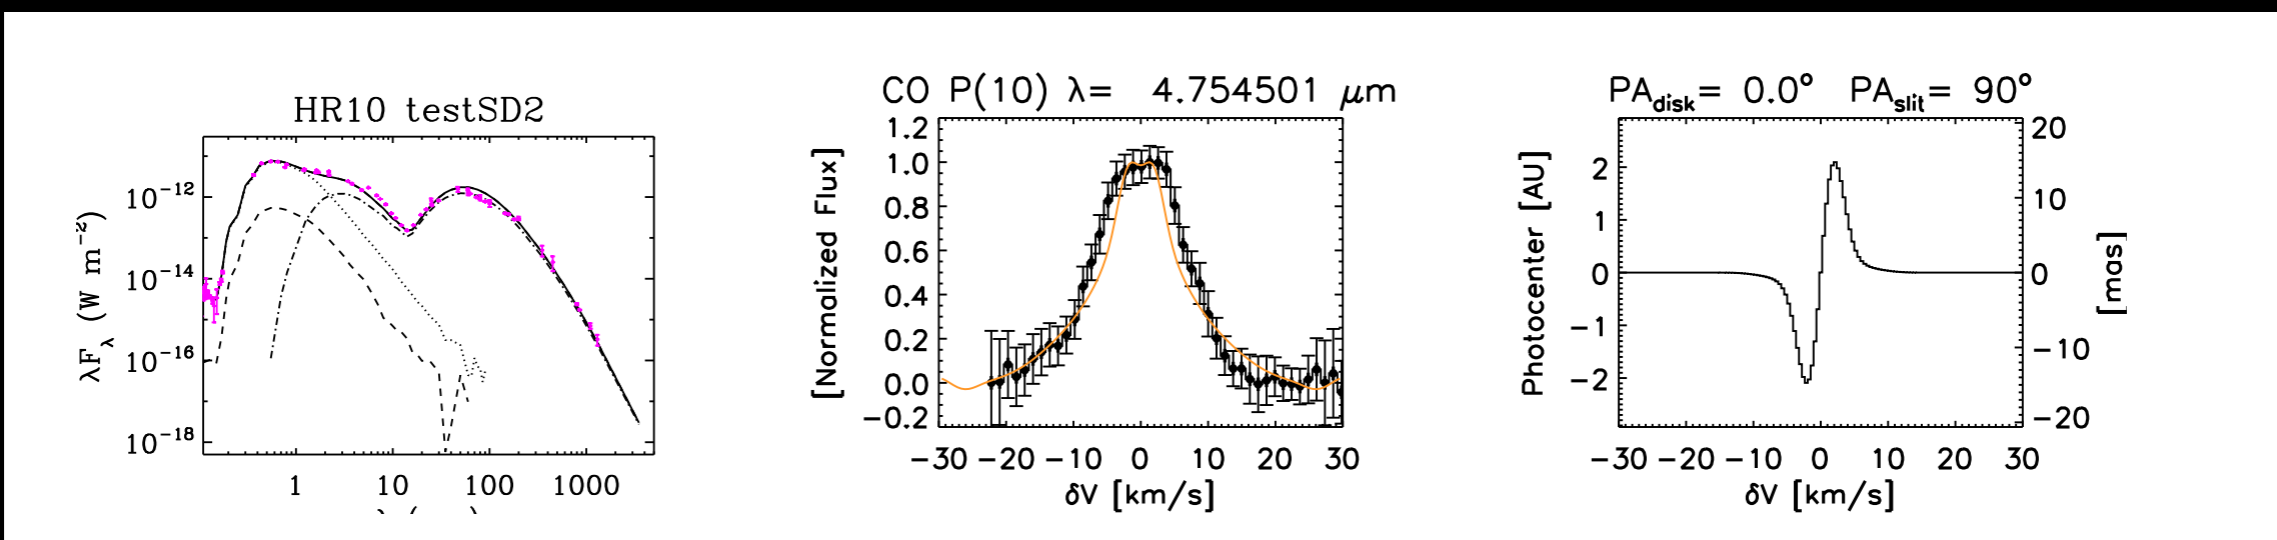 HR10 testSD2
λF_λ (W m⁻²)
10⁻¹²
10⁻¹⁴
10⁻¹⁶
10⁻¹⁸
1 10 100 1000
CO P(10) λ= 4.754501 μm
[Normalized Flux]
1.2
1.0
0.8
0.6
0.4
0.2
0.0
−0.2
−30 −20 −10 0 10 20 30
δV [km/s]
PA_disk= 0.0° PA_slit= 90°
Photocenter [AU]
2
1
0
−1
−2
20
10
0
−10
−20
[mas]
−30 −20 −10 0 10 20 30
δV [km/s]